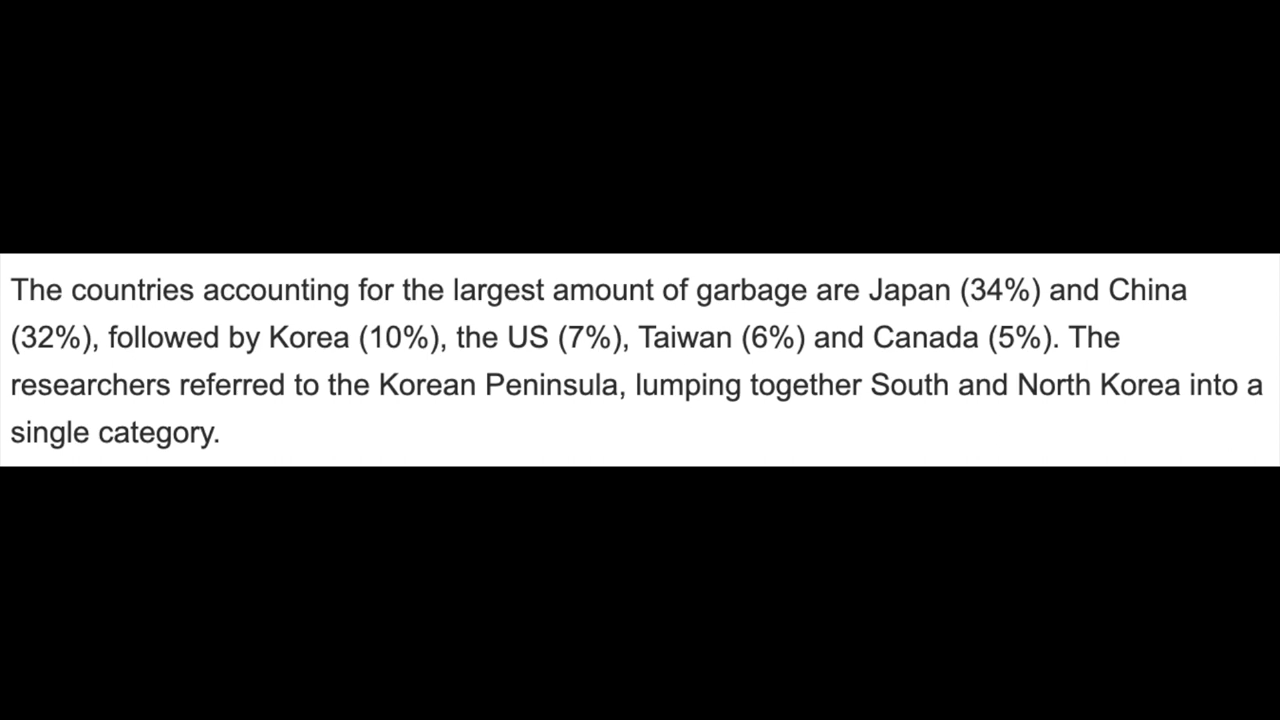 The countries accounting for the largest amount of garbage are Japan (34%) and China
(32%), followed by Korea (10%), the US (7%), Taiwan (6%) and Canada (5%). The
researchers referred to the Korean Peninsula, lumping together South and North Korea into a
single category.